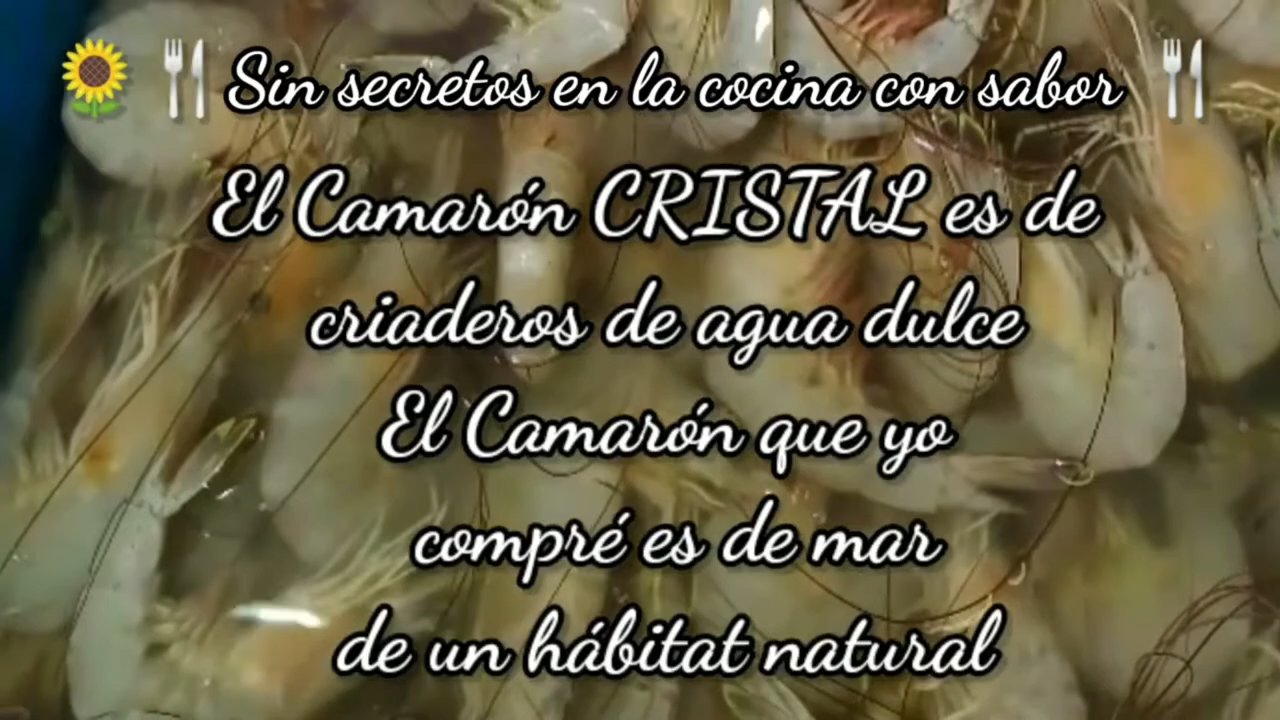 🌻 🍴 Sin secretos en la cocina con sabor 🍴
El Camarón CRISTAL es de
criaderos de agua dulce
El Camarón que yo
compré es de mar
de un hábitat natural